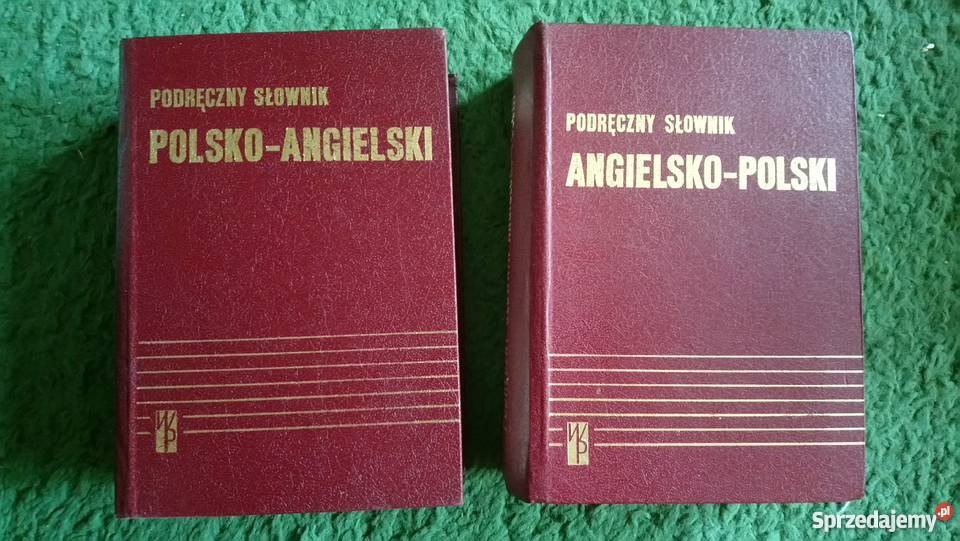 PODRĘCZNY SŁOWNIK
POLSKO-ANGIELSKI
WP
PODRĘCZNY SŁOWNIK
ANGIELSKO-POLSKI
WP
Sprzedajemy.pl